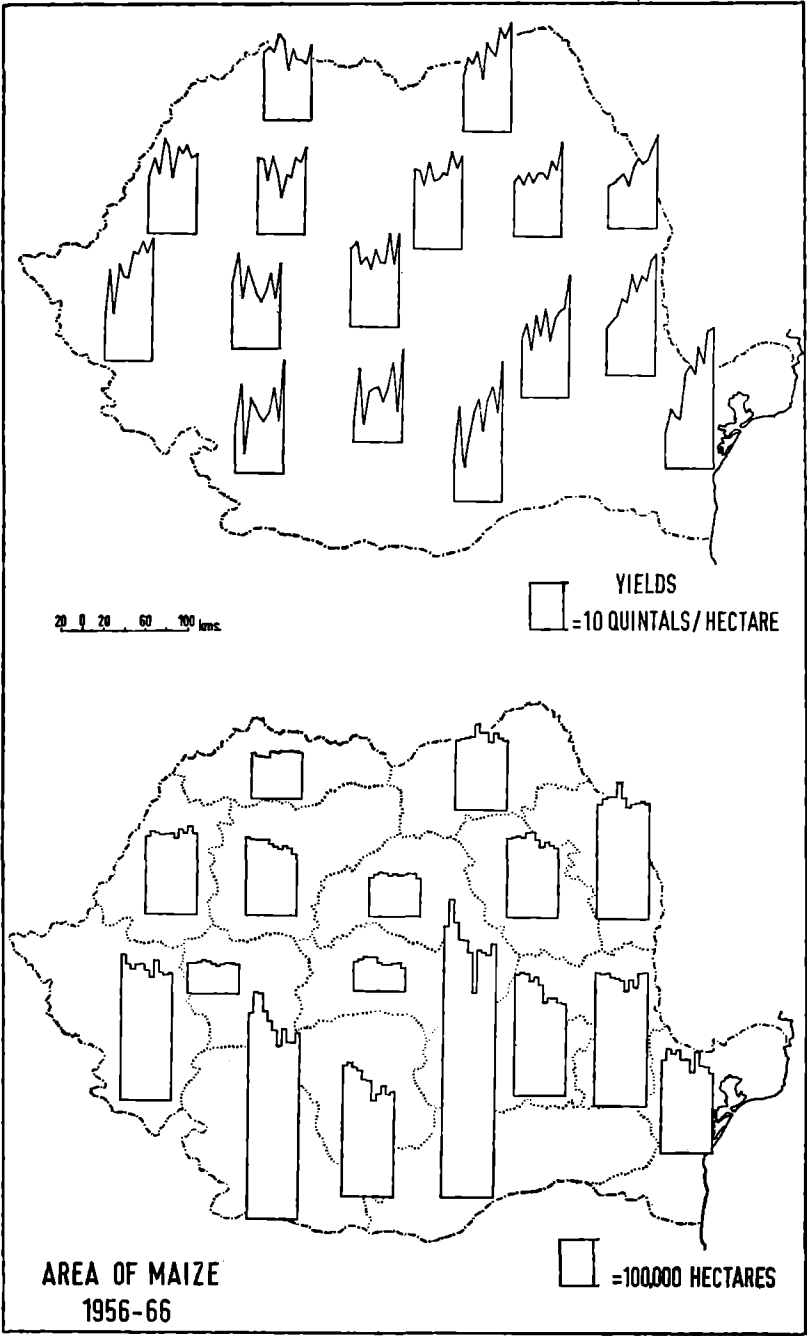 YIELDS
=10 QUINTALS/HECTARE
20 0 20 60 100 kms.
=100,000 HECTARES
AREA OF MAIZE
1956-66